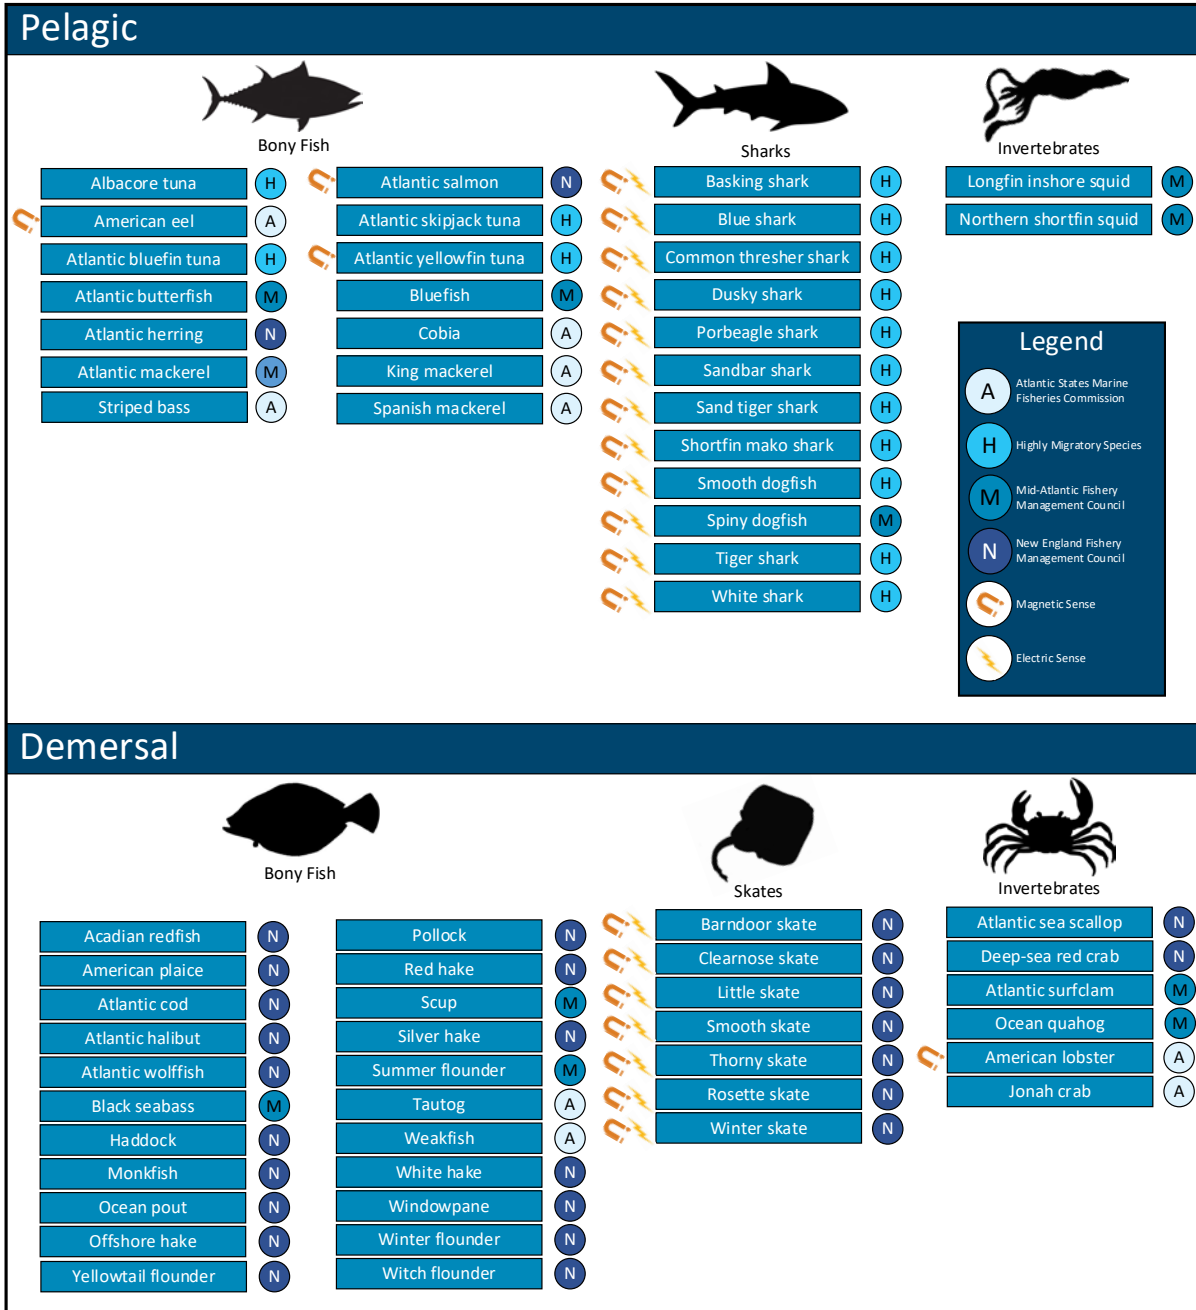 Pelagic
Bony Fish
Albacore tuna H
American eel A
Atlantic bluefin tuna H
Atlantic butterfish M
Atlantic herring N
Atlantic mackerel M
Striped bass A
Atlantic salmon N
Atlantic skipjack tuna H
Atlantic yellowfin tuna H
Bluefish M
Cobia A
King mackerel A
Spanish mackerel A
Sharks
Basking shark H
Blue shark H
Common thresher shark H
Dusky shark H
Porbeagle shark H
Sandbar shark H
Sand tiger shark H
Shortfin mako shark H
Smooth dogfish H
Spiny dogfish M
Tiger shark H
White shark H
Invertebrates
Longfin inshore squid M
Northern shortfin squid M
Legend
A Atlantic States Marine
Fisheries Commission
H Highly Migratory Species
M Mid-Atlantic Fishery
Management Council
N New England Fishery
Management Council
Magnetic Sense
Electric Sense
Demersal
Bony Fish
Acadian redfish N
American plaice N
Atlantic cod N
Atlantic halibut N
Atlantic wolffish N
Black seabass M
Haddock N
Monkfish N
Ocean pout N
Offshore hake N
Yellowtail flounder N
Pollock N
Red hake N
Scup M
Silver hake N
Summer flounder M
Tautog A
Weakfish A
White hake N
Windowpane N
Winter flounder N
Witch flounder N
Skates
Barndoor skate N
Clearnose skate N
Little skate N
Smooth skate N
Thorny skate N
Rosette skate N
Winter skate N
Invertebrates
Atlantic sea scallop N
Deep-sea red crab N
Atlantic surfclam M
Ocean quahog M
American lobster A
Jonah crab A